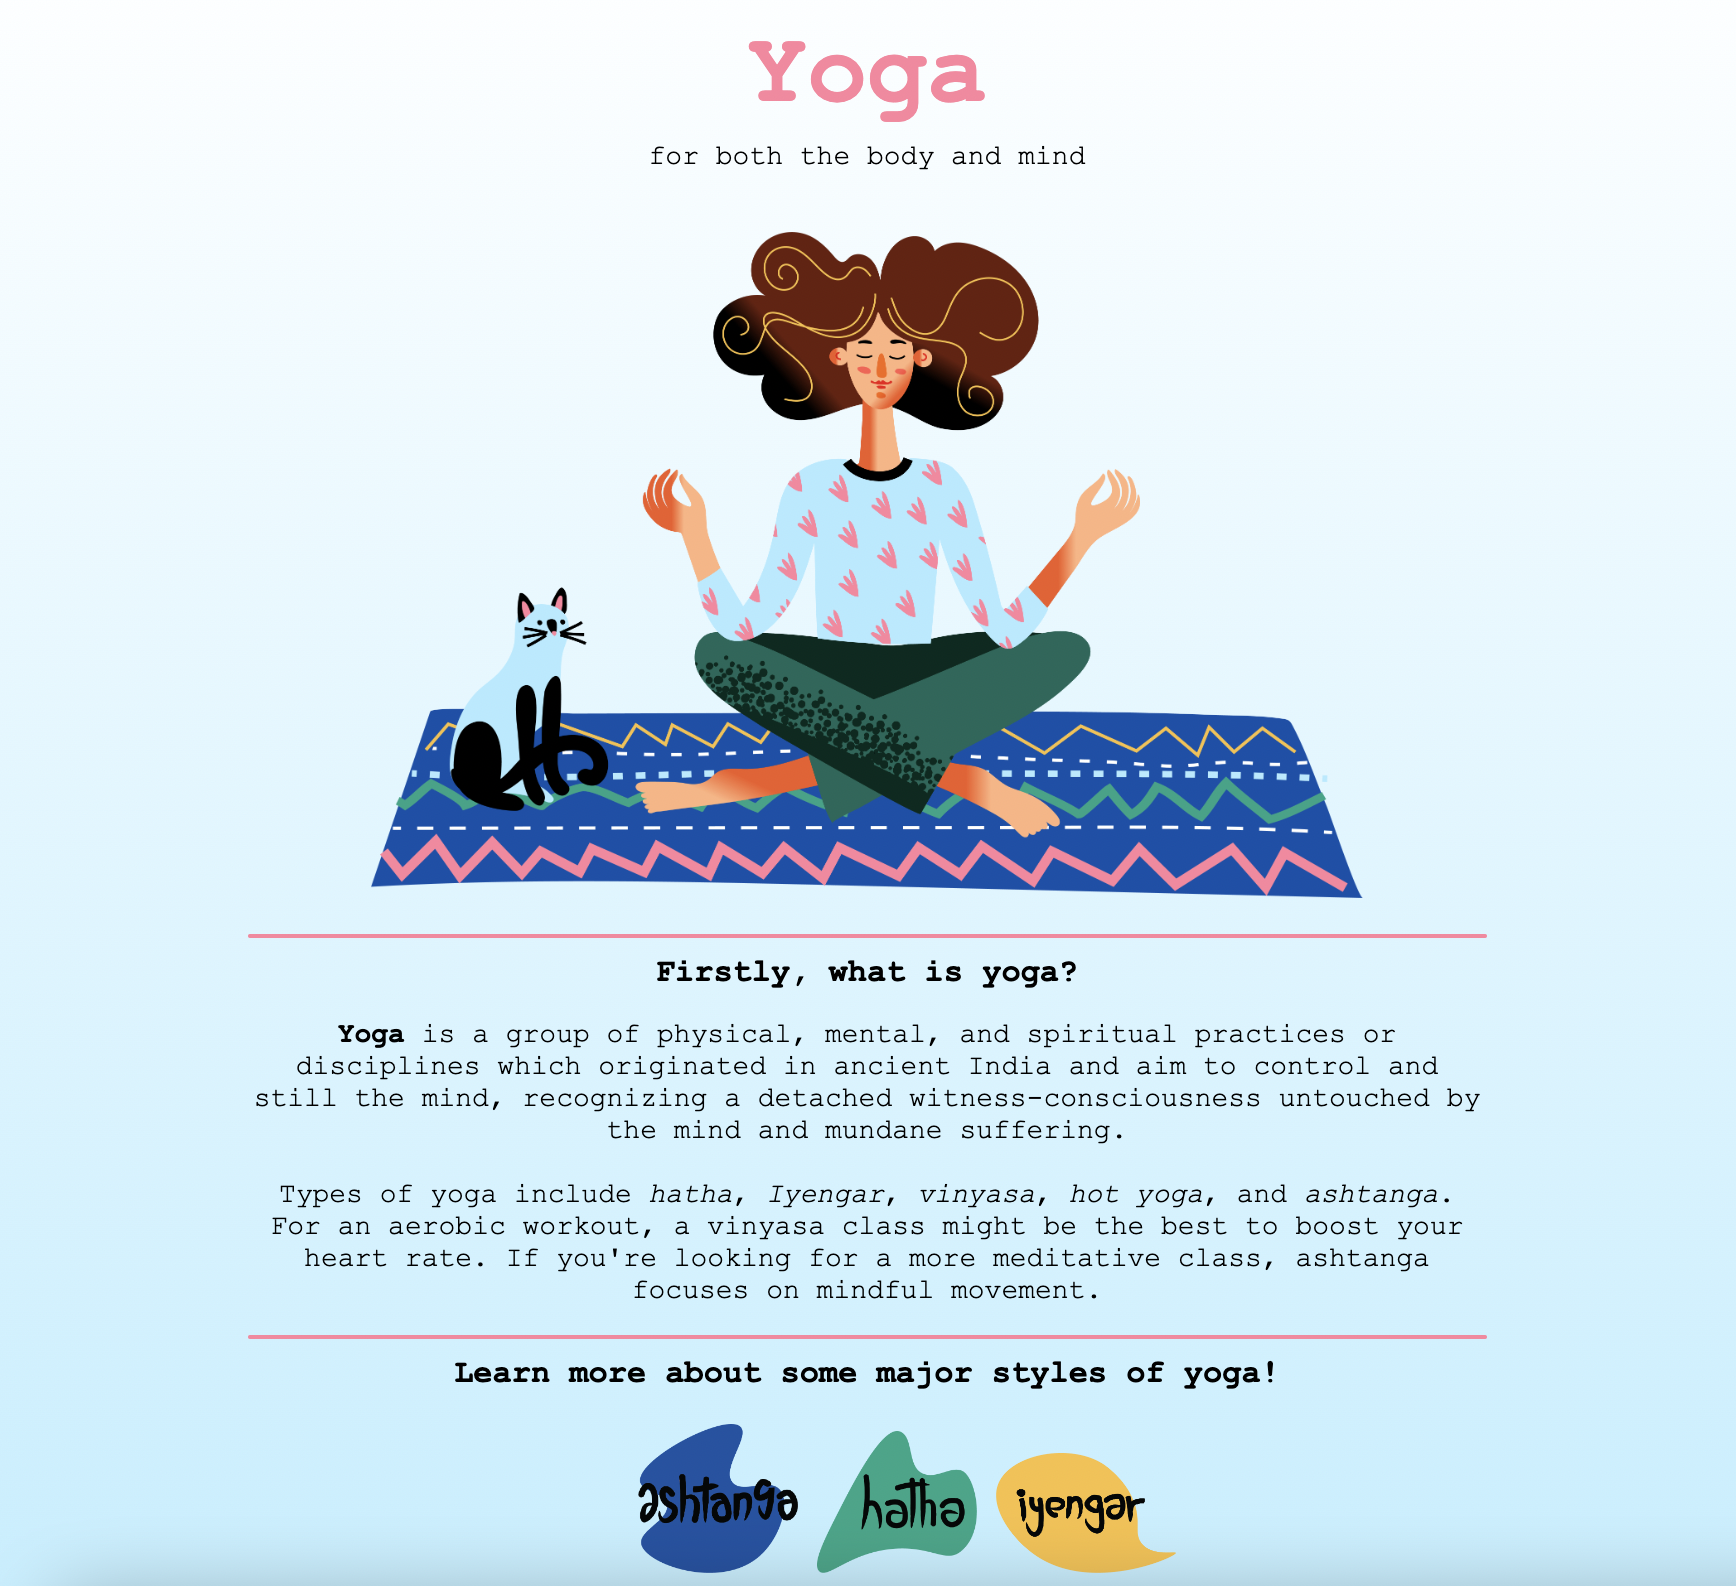 Yoga
for both the body and mind
Firstly, what is yoga?
Yoga is a group of physical, mental, and spiritual practices or
disciplines which originated in ancient India and aim to control and
still the mind, recognizing a detached witness-consciousness untouched by
the mind and mundane suffering.
Types of yoga include hatha, Iyengar, vinyasa, hot yoga, and ashtanga.
For an aerobic workout, a vinyasa class might be the best to boost your
heart rate. If you're looking for a more meditative class, ashtanga
focuses on mindful movement.
Learn more about some major styles of yoga!
ashtanga
hatha
iyengar